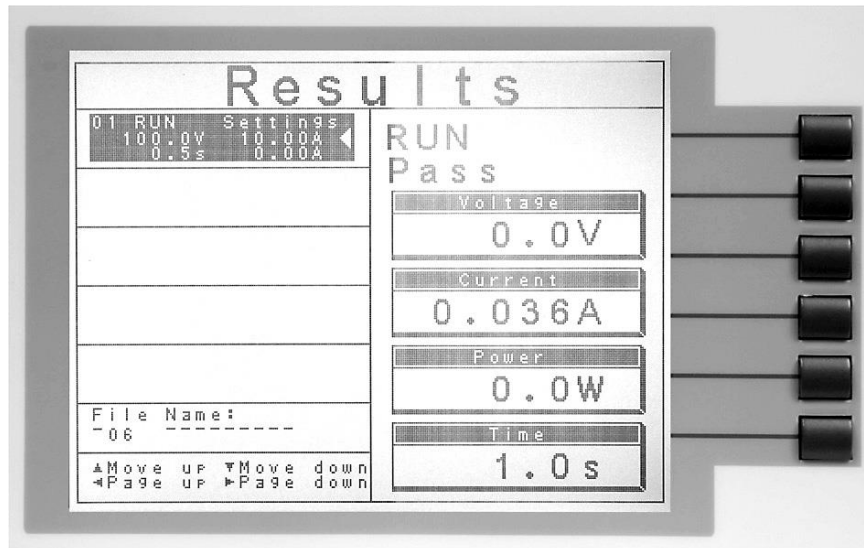 Results
01 RUN Settings
100.0V 10.00A
0.5s 0.00A
File Name:
06
▲Move up ▼Move down
◀Page up ▶Page down
RUN
Pass
Voltage
0.0V
Current
0.036A
Power
0.0W
Time
1.0s